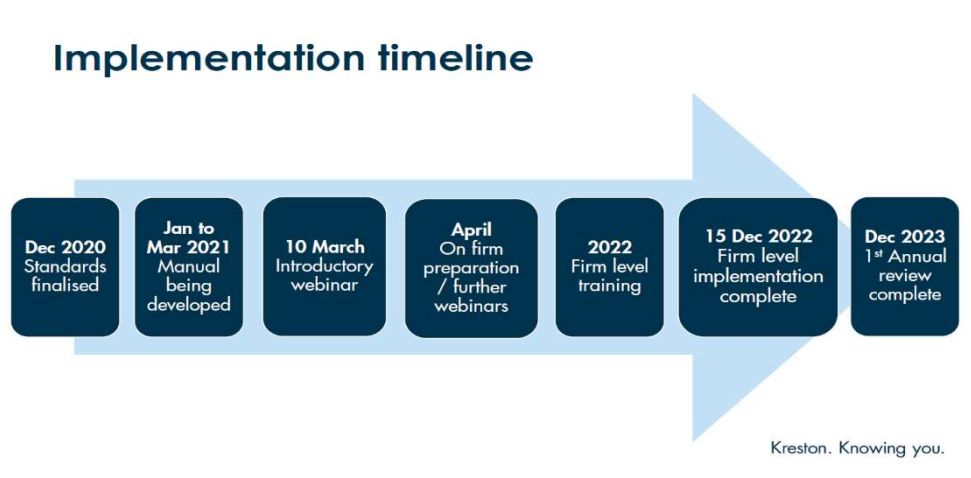 Implementation timeline
Dec 2020
Standards
finalised
Jan to
Mar 2021
Manual
being
developed
10 March
Introductory
webinar
April
On firm
preparation
/ further
webinars
2022
Firm level
training
15 Dec 2022
Firm level
implementation
complete
Dec 2023
1st Annual
review
complete
Kreston. Knowing you.